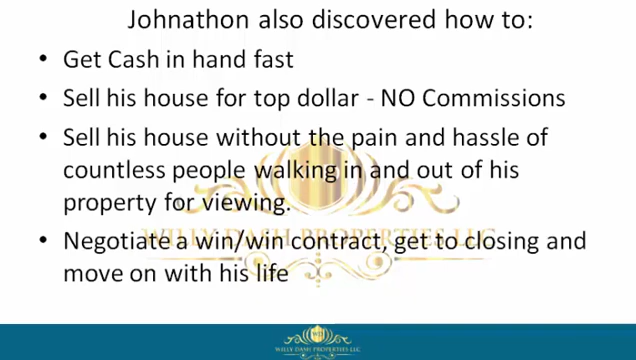 Johnathon also discovered how to:
• Get Cash in hand fast
• Sell his house for top dollar - NO Commissions
• Sell his house without the pain and hassle of
countless people walking in and out of his
property for viewing.
WILLY DASH PROPERTIES LLC
• Negotiate a win/win contract, get to closing and
move on with his life
WILLY DASH PROPERTIES LLC